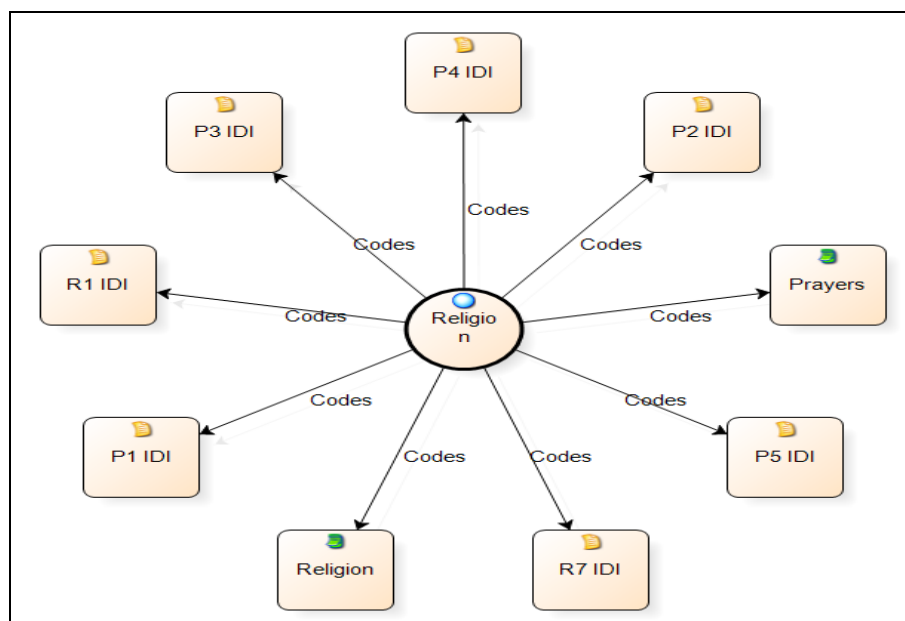 P4 IDI
P3 IDI
P2 IDI
Codes
Codes
Codes
R1 IDI
Prayers
Religio
n
Codes
Codes
Codes
Codes
P1 IDI
P5 IDI
Codes
Codes
Religion
R7 IDI